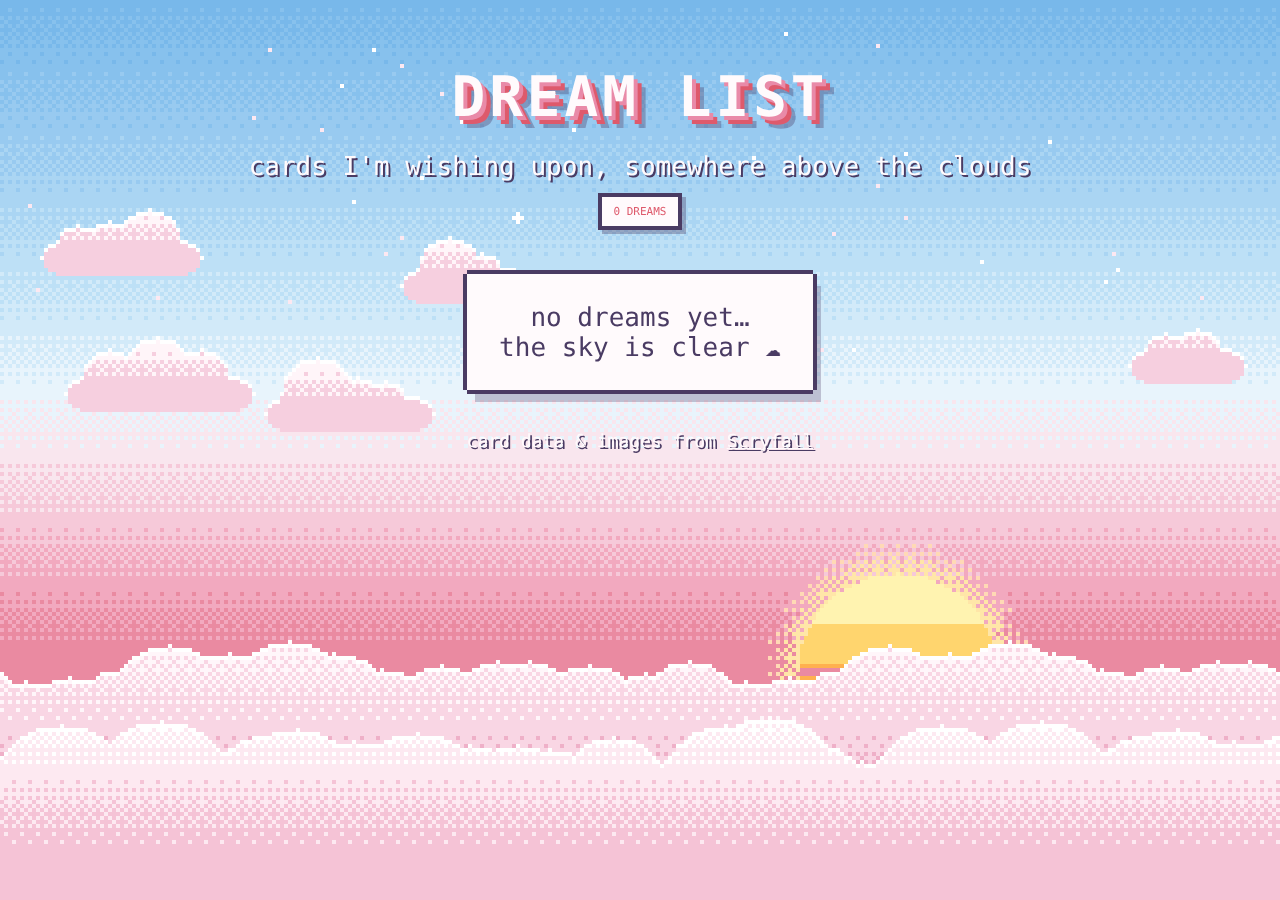 DREAM LIST
cards I'm wishing upon, somewhere above the clouds
0 DREAMS
no dreams yet…
the sky is clear ☁
card data & images from Scryfall